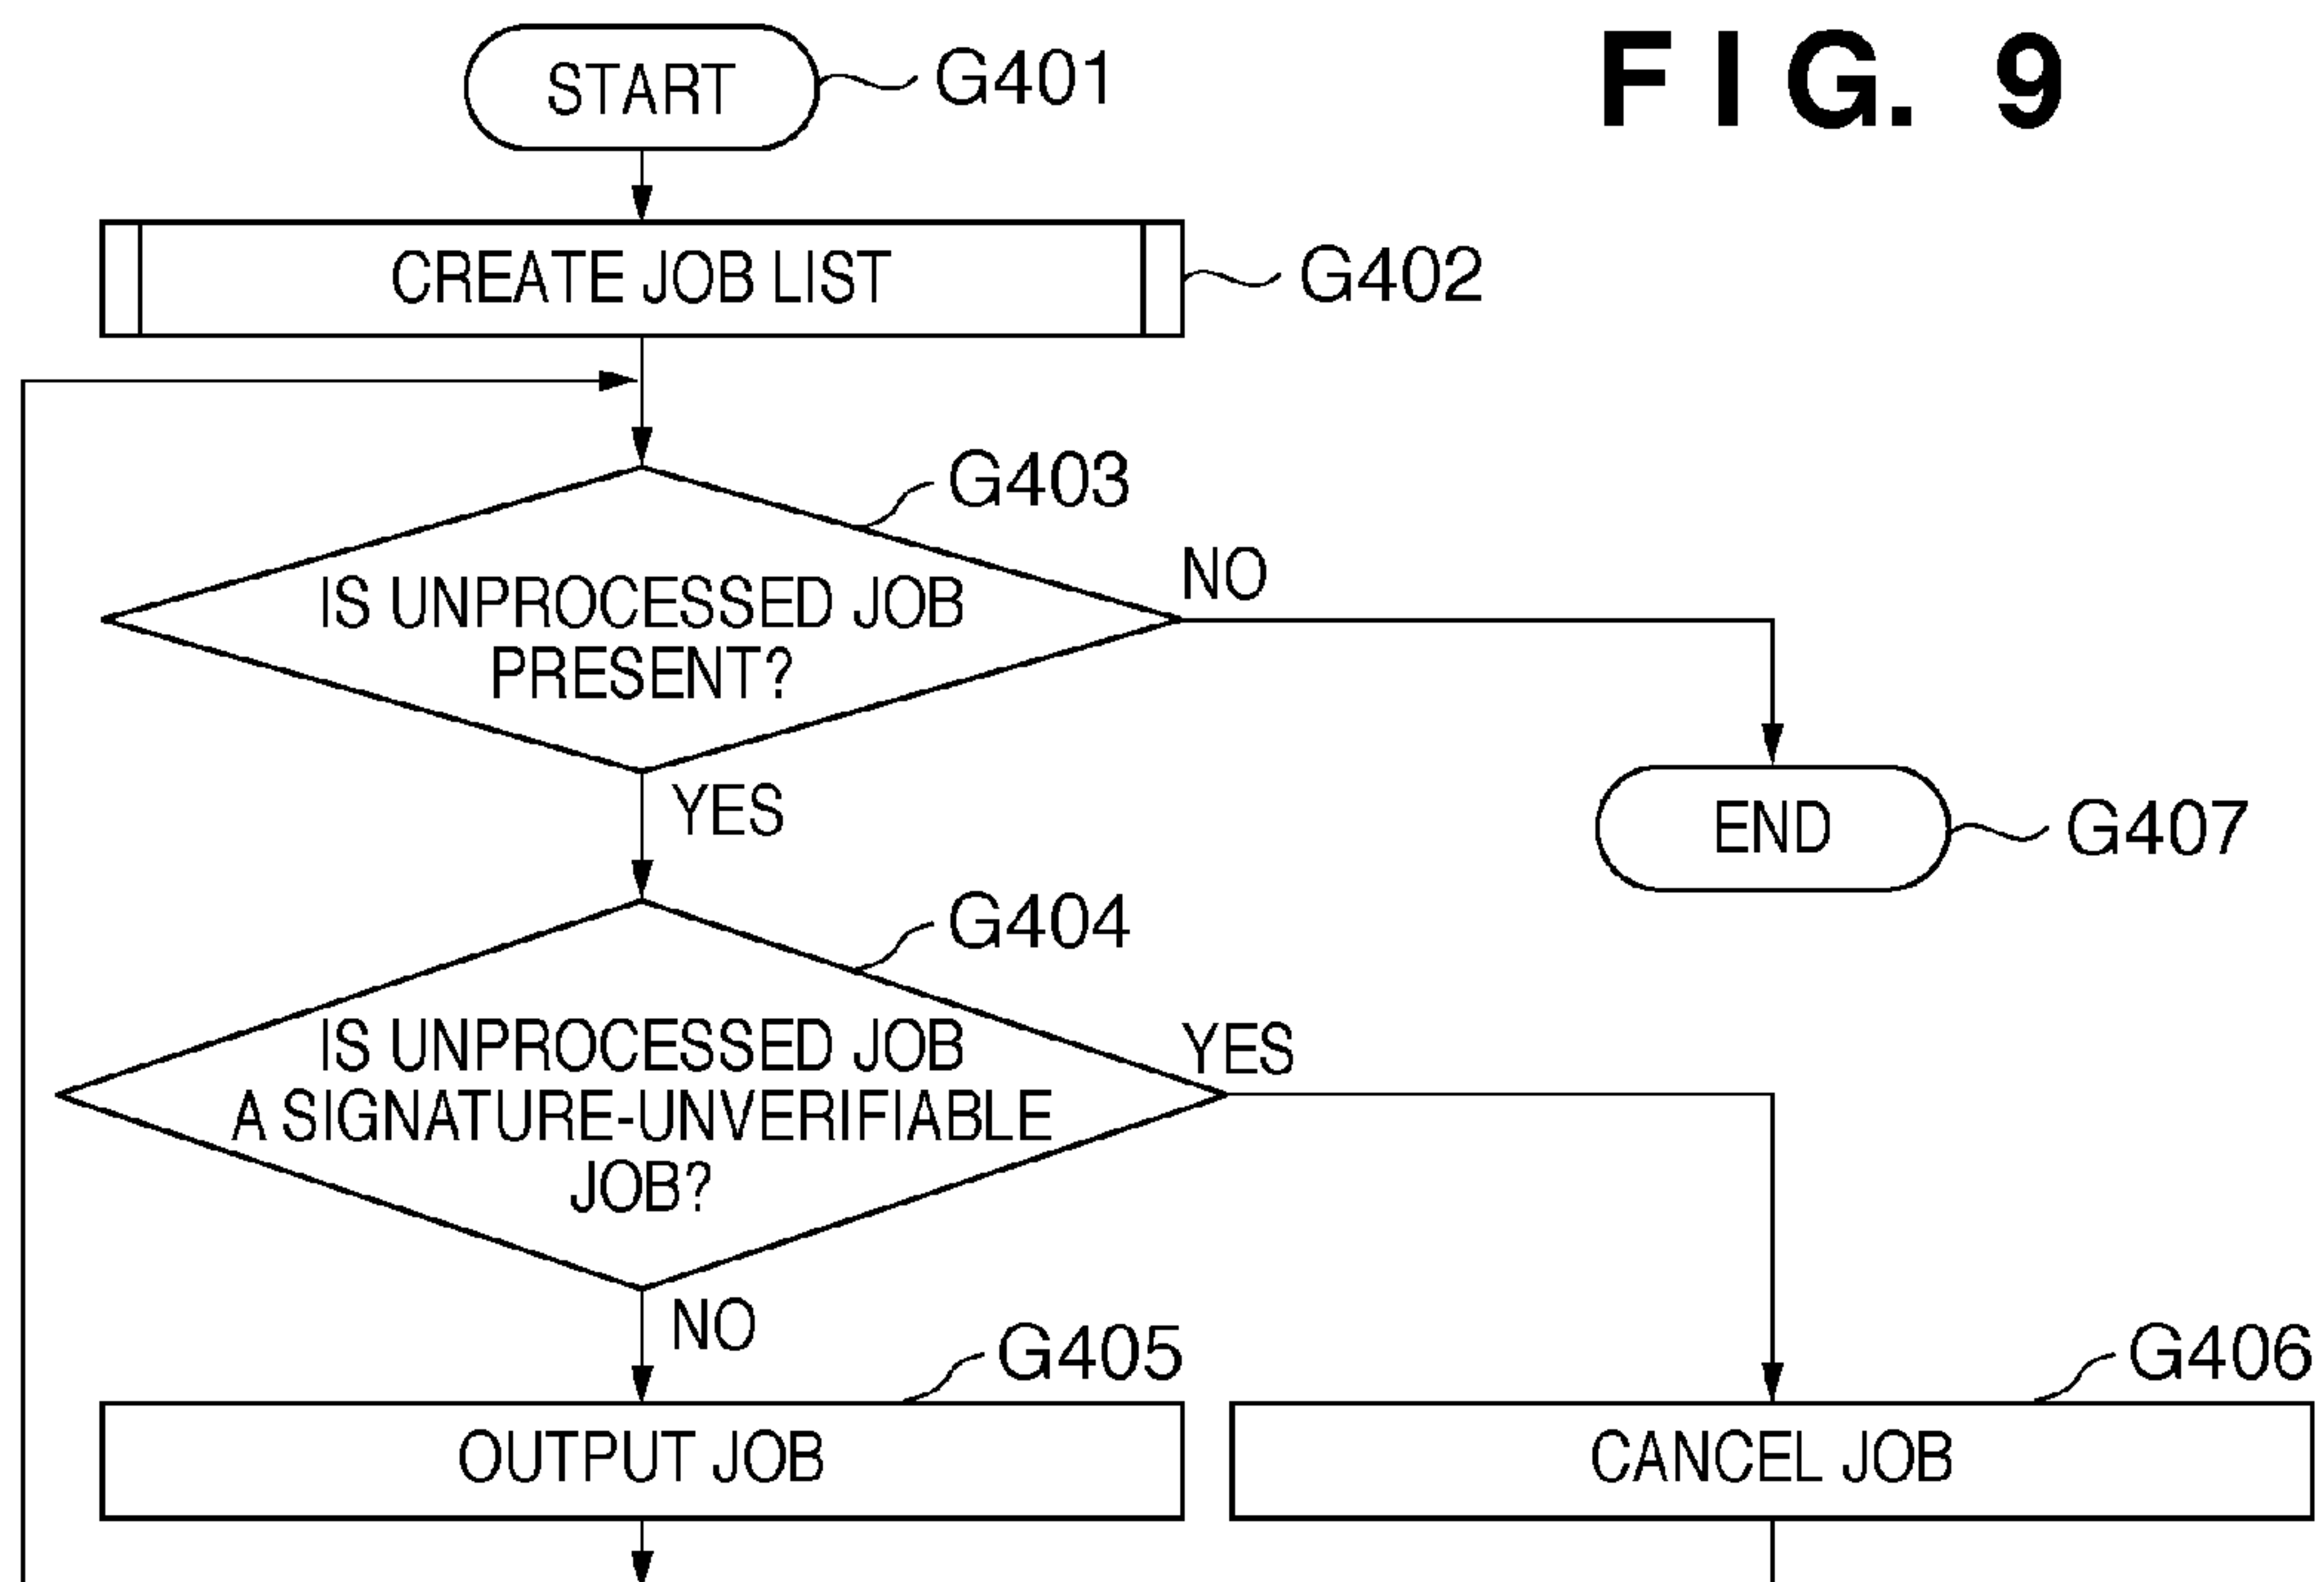 FIG. 9
START
G401
CREATE JOB LIST
G402
G403
IS UNPROCESSED JOB
PRESENT?
NO
YES
END
G407
G404
IS UNPROCESSED JOB
A SIGNATURE-UNVERIFIABLE
JOB?
YES
NO
G405
OUTPUT JOB
G406
CANCEL JOB